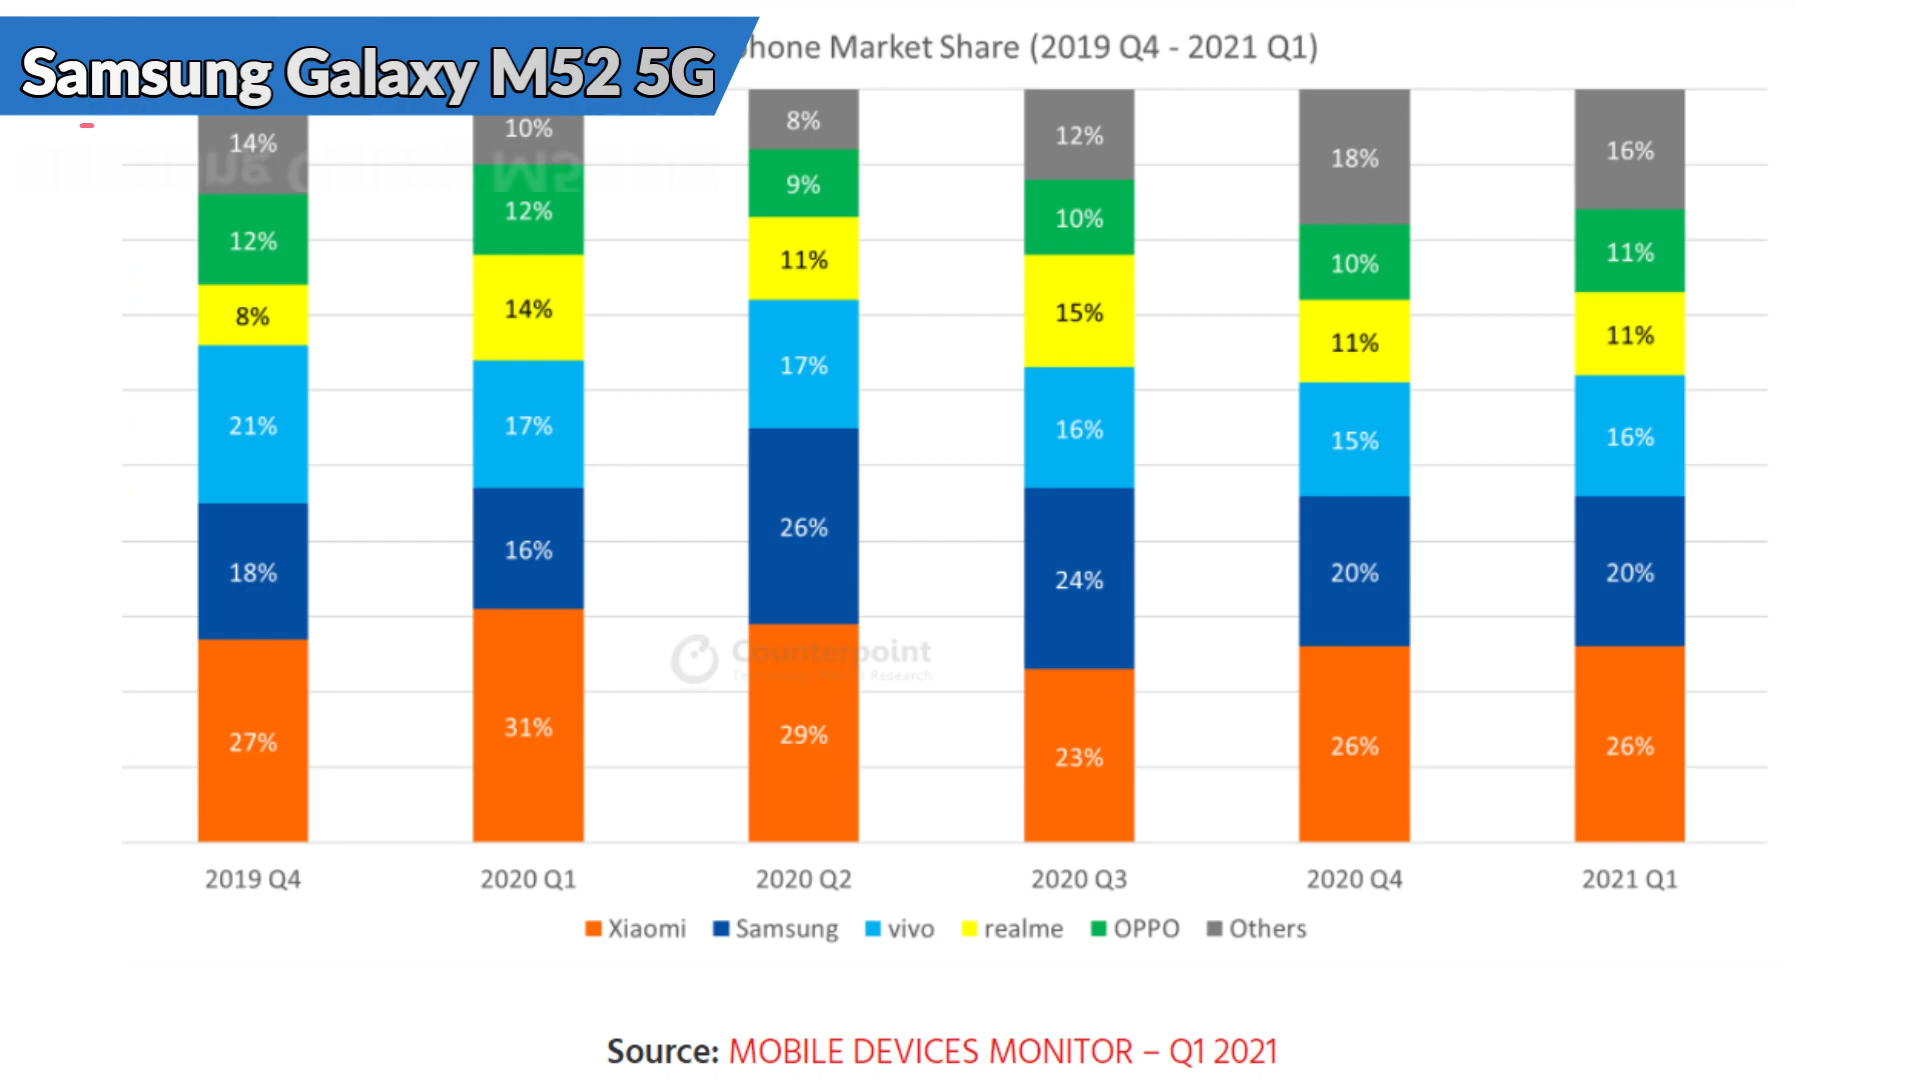 Samsung Galaxy M52 5G
phone Market Share (2019 Q4 - 2021 Q1)
14% 10% 8% 12% 18% 16%
12% 12% 9% 10% 10% 11%
8% 14% 11% 15% 11% 11%
21% 17% 17% 16% 15% 16%
18% 16% 26% 24% 20% 20%
Counterpoint
Research
27% 31% 29% 23% 26% 26%
2019 Q4 2020 Q1 2020 Q2 2020 Q3 2020 Q4 2021 Q1
Xiaomi Samsung vivo realme OPPO Others
Source: MOBILE DEVICES MONITOR – Q1 2021